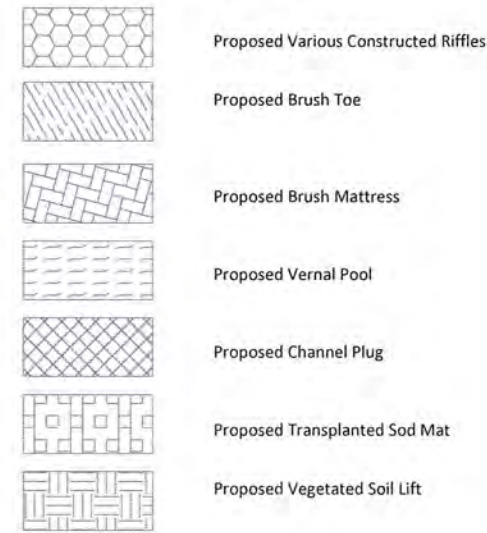 Proposed Various Constructed Riffles
Proposed Brush Toe
Proposed Brush Mattress
Proposed Vernal Pool
Proposed Channel Plug
Proposed Transplanted Sod Mat
Proposed Vegetated Soil Lift